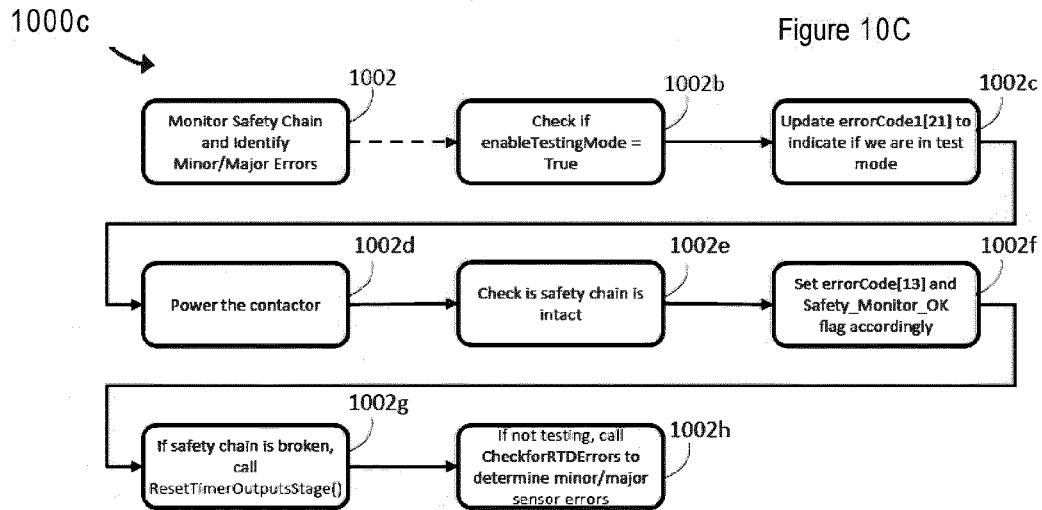 1000c
Figure 10C
1002
Monitor Safety Chain
and Identify
Minor/Major Errors
1002b
Check if
enableTestingMode =
True
1002c
Update errorCode1[21] to
indicate if we are in test
mode
1002d
Power the contactor
1002e
Check is safety chain is
intact
1002f
Set errorCode[13] and
Safety_Monitor_OK
flag accordingly
1002g
If safety chain is broken,
call
ResetTimerOutputsStage()
1002h
If not testing, call
CheckforRTDErrors to
determine minor/major
sensor errors